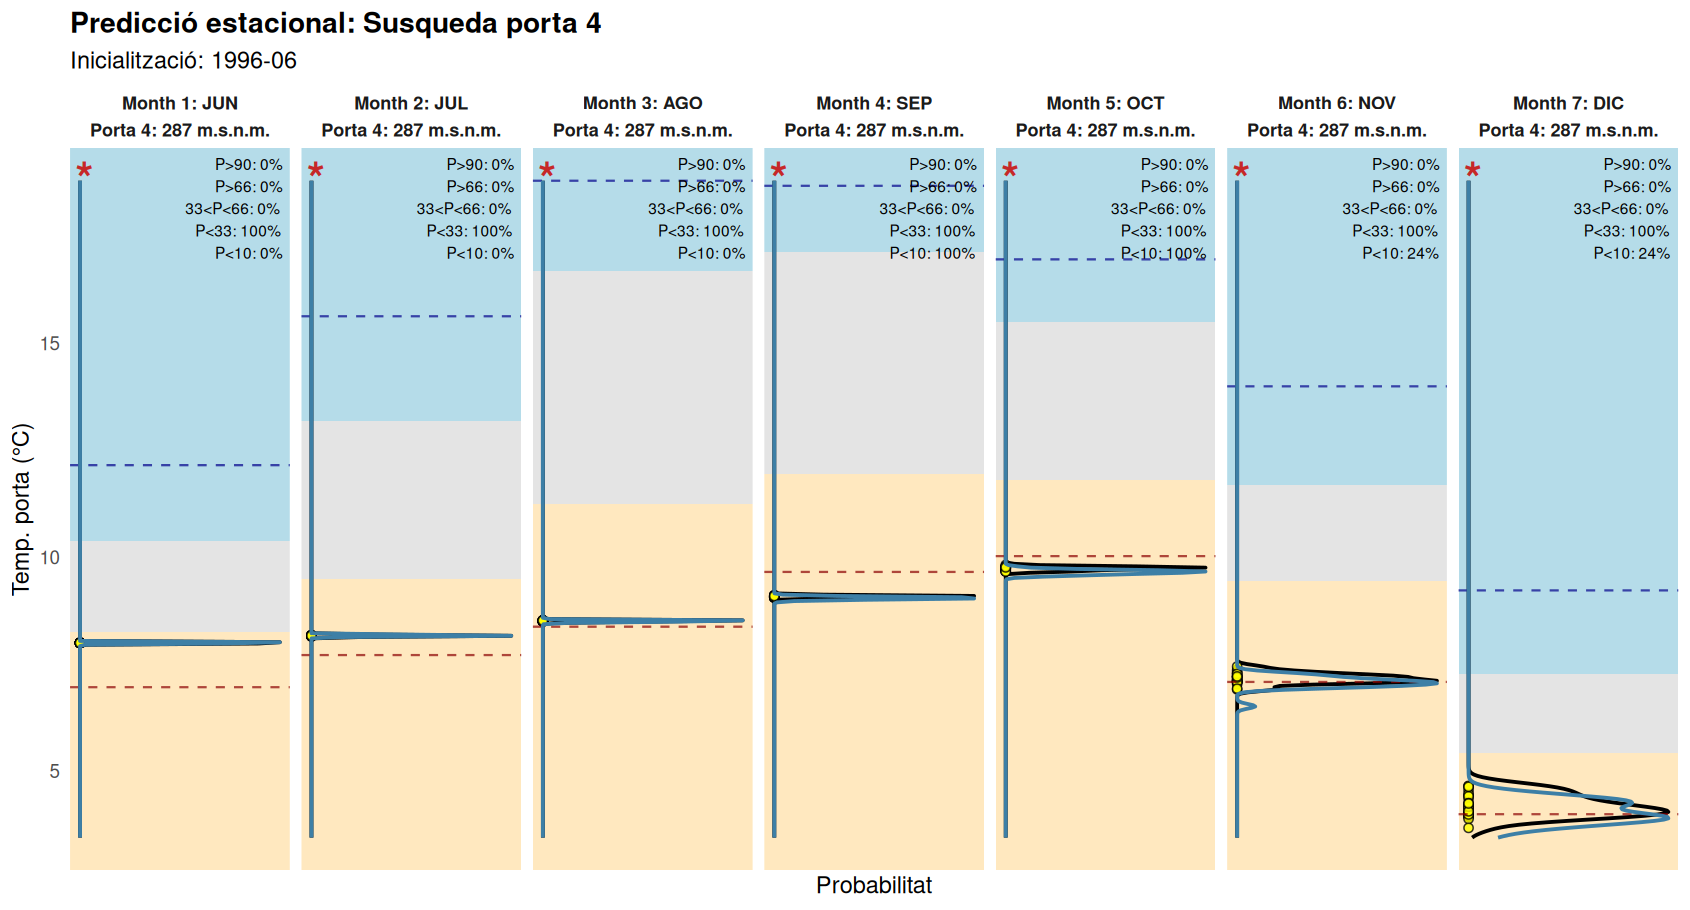 Predicció estacional: Susqueda porta 4
Inicialització: 1996-06
Month 1: JUN
Porta 4: 287 m.s.n.m.
Month 2: JUL
Porta 4: 287 m.s.n.m.
Month 3: AGO
Porta 4: 287 m.s.n.m.
Month 4: SEP
Porta 4: 287 m.s.n.m.
Month 5: OCT
Porta 4: 287 m.s.n.m.
Month 6: NOV
Porta 4: 287 m.s.n.m.
Month 7: DIC
Porta 4: 287 m.s.n.m.
*
P>90: 0%
P>66: 0%
33<P<66: 0%
P<33: 100%
P<10: 0%
*
P>90: 0%
P>66: 0%
33<P<66: 0%
P<33: 100%
P<10: 0%
*
P>90: 0%
P>66: 0%
33<P<66: 0%
P<33: 100%
P<10: 0%
*
P>90: 0%
P>66: 0%
33<P<66: 0%
P<33: 100%
P<10: 100%
*
P>90: 0%
P>66: 0%
33<P<66: 0%
P<33: 100%
P<10: 100%
*
P>90: 0%
P>66: 0%
33<P<66: 0%
P<33: 100%
P<10: 24%
*
P>90: 0%
P>66: 0%
33<P<66: 0%
P<33: 100%
P<10: 24%
15
10
5
Temp. porta (°C)
Probabilitat